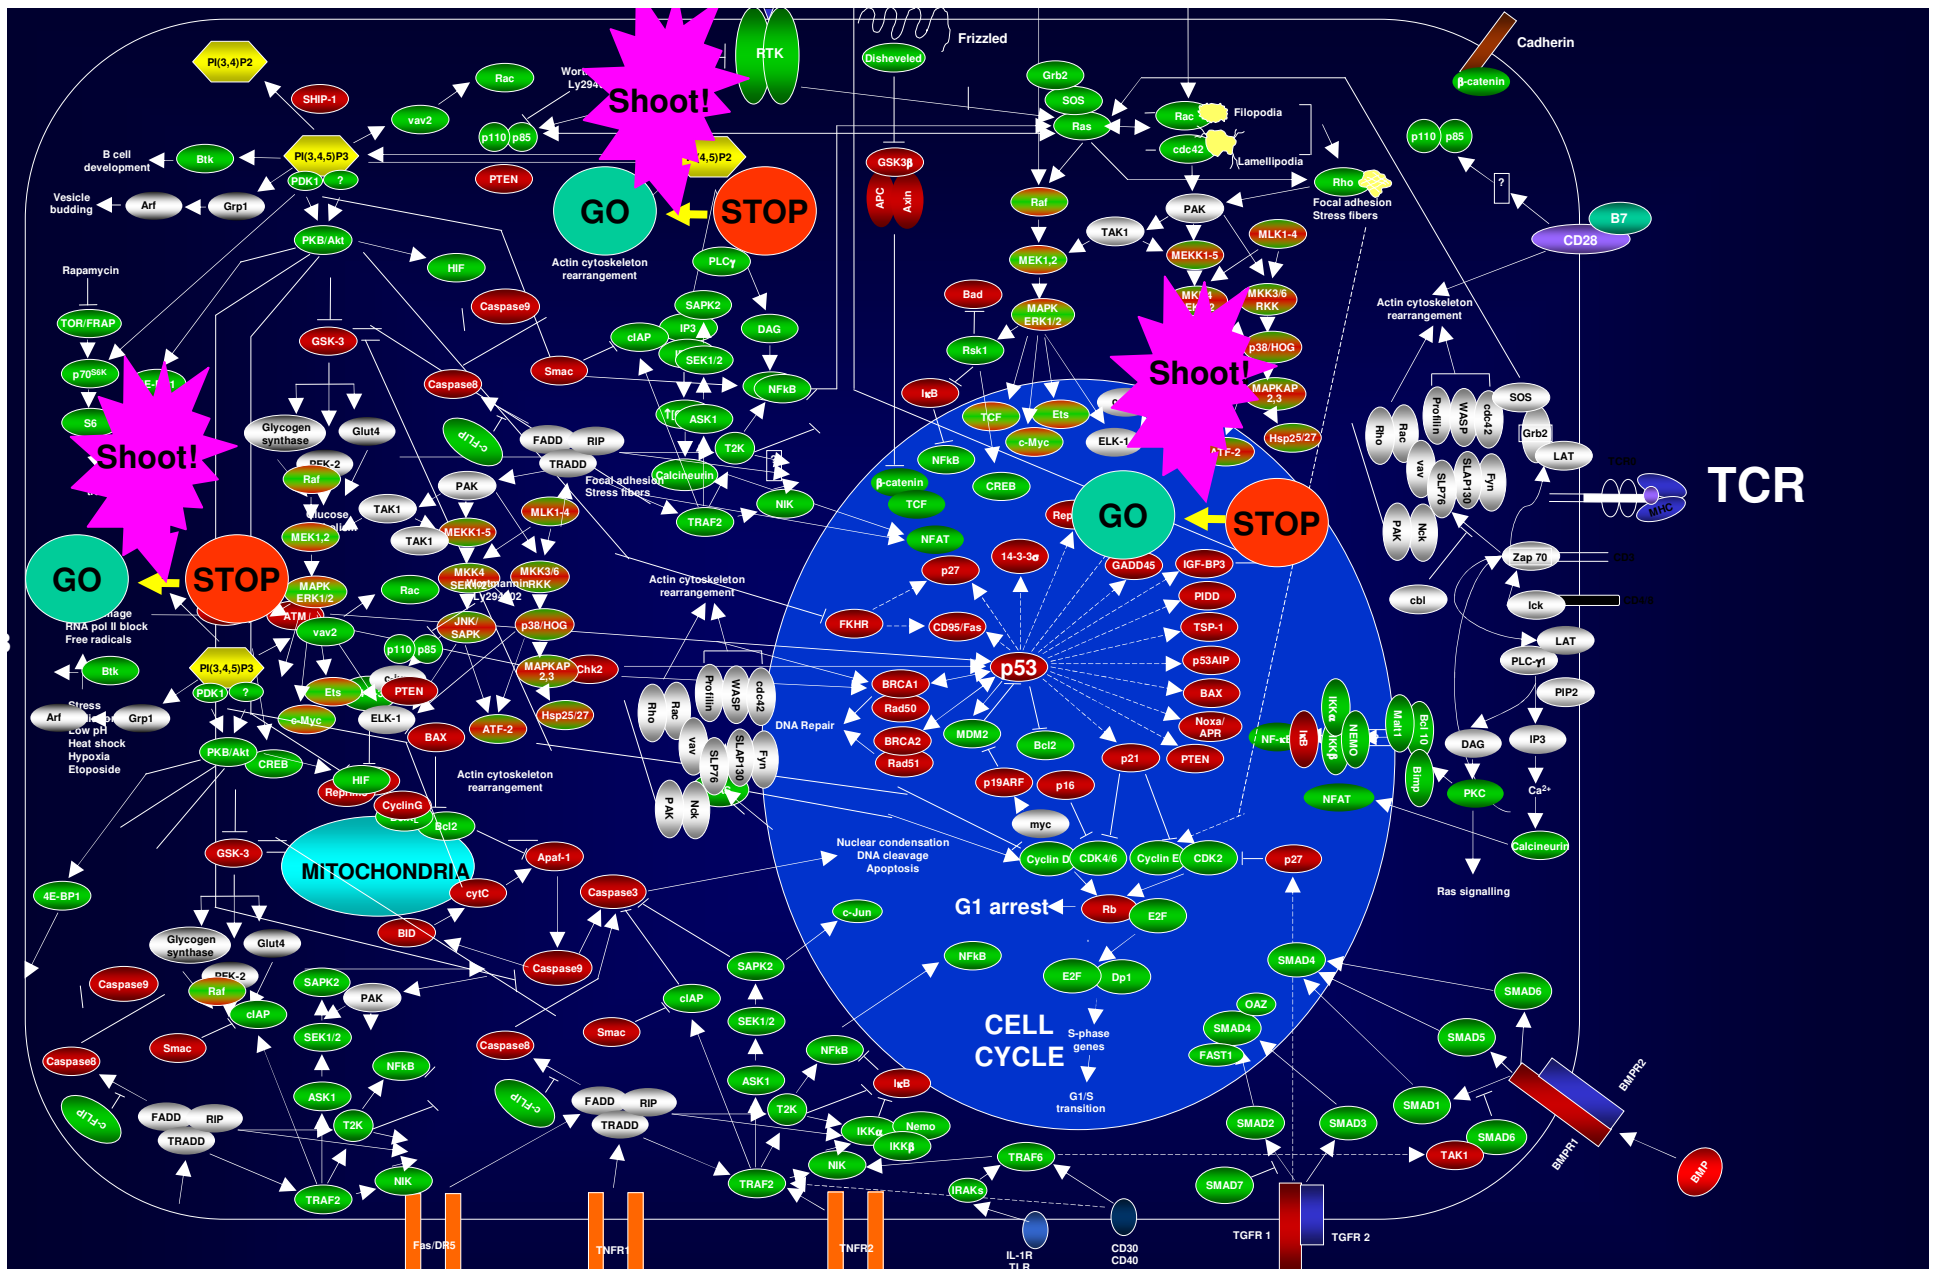 Frizzled
Cadherin
RTK
Disheveled
PI(3,4)P2
Rac
Grb2
β-catenin
SHIP-1
SOS
Shoot!
vav2
Ras
Rac
Filopodia
p110
p85
p110
p85
cdc42
Lamellipodia
B cell
development
Btk
PI(3,4,5)P3
GSK3β
PTEN
PDK1
?
APC
Axin
Rho
?
Vesicle
budding
Arf
Grp1
GO
STOP
Raf
PAK
Focal adhesion
Stress fibers
B7
CD28
PKB/Akt
TAK1
MLK1-4
MEK1,2
MEKK1-5
PLCγ
Actin cytoskeleton
rearrangement
HIF
Rapamycin
Bad
MKK3/6
RKK
Actin cytoskeleton
rearrangement
Caspase9
SAPK2
MAPK
ERK1/2
TOR/FRAP
cIAP
IP3
DAG
GSK-3
SEK1/2
Rsk1
p38/HOG
p70S6K
Smac
Caspase8
NFkB
IκB
Shoot!
MAPKAP
2,3
S6
TCF
Ets
SOS
Glycogen
synthase
Glut4
c-FLIP
FADD
RIP
ASK1
c-Myc
ELK-1
Hsp25/27
ATF-2
Rho
Rac
Profilin
WASP
cdc42
Grb2
LAT
Shoot!
PFK-2
TRADD
T2K
NFkB
Raf
PAK
Focal adhesion
Stress fibers
Calcineurin
?
β-catenin
CREB
vav
SLP76
SLAP130
Fyn
TCR
MHC
TAK1
MLK1-4
NIK
TCF
GO
STOP
TRAF2
NFAT
PAK
Nck
MEK1,2
TAK1
MEKK1-5
14-3-3σ
Zap 70
GO
STOP
p27
GADD45
IGF-BP3
MKK4
MKK3/6
RKK
Actin cytoskeleton
rearrangement
MAPK
ERK1/2
Rac
PIDD
cbl
lck
RNA pol II block
Free radicals
ATM
vav2
JNK/
SAPK
p38/HOG
FKHR
CD95/Fas
TSP-1
LAT
p110
p85
p53
p53AIP
PLC-γ1
Btk
PI(3,4,5)P3
MAPKAP
2,3
Chk2
BRCA1
BAX
PIP2
PDK1
?
Ets
PTEN
Rad50
Stress
Low pH
Heat shock
Hypoxia
Etoposide
Arf
Grp1
c-Myc
ELK-1
ATF-2
Hsp25/27
Rho
Rac
Profilin
WASP
cdc42
DNA Repair
Noxa/
APR
MDM2
Bcl2
BRCA2
Rad51
IKKα
IKKβ
IκB
NEMO
Malt1
Bcl 10
Bimp
DAG
IP3
PKB/Akt
CREB
BAX
vav
SLP76
SLAP130
Fyn
p21
PTEN
HIF
Actin cytoskeleton
rearrangement
p19ARF
p16
NFAT
PKC
Ca2+
CyclinG
PAK
Nck
myc
Bcl2
GSK-3
Nuclear condensation
DNA cleavage
Apoptosis
Cyclin D
CDK4/6
Cyclin E
CDK2
p27
Calcineurin
MITOCHONDRIA
Apaf-1
4E-BP1
cytC
Caspase3
Ras signalling
G1 arrest
Rb
E2F
c-Jun
BID
Glycogen
synthase
Glut4
PFK-2
Raf
NFkB
SMAD4
Caspase9
SAPK2
Caspase9
SAPK2
E2F
Dp1
PAK
SMAD6
cIAP
cIAP
OAZ
SEK1/2
Smac
SEK1/2
CELL
CYCLE
S-phase
genes
SMAD4
SMAD5
Smac
Caspase8
NFkB
FAST1
Caspase8
NFkB
ASK1
IκB
G1/S
transition
BMPR2
ASK1
c-FLIP
FADD
RIP
T2K
SMAD1
c-FLIP
FADD
RIP
T2K
TRADD
IKKα
Nemo
IKKβ
SMAD2
SMAD3
SMAD6
TRADD
NIK
TRAF6
TAK1
BMPR1
BMP
NIK
TRAF2
IRAKs
SMAD7
TRAF2
Fas/DR5
TNFR1
TNFR2
IL-1R
TLR
CD30
CD40
TGFR 1
TGFR 2